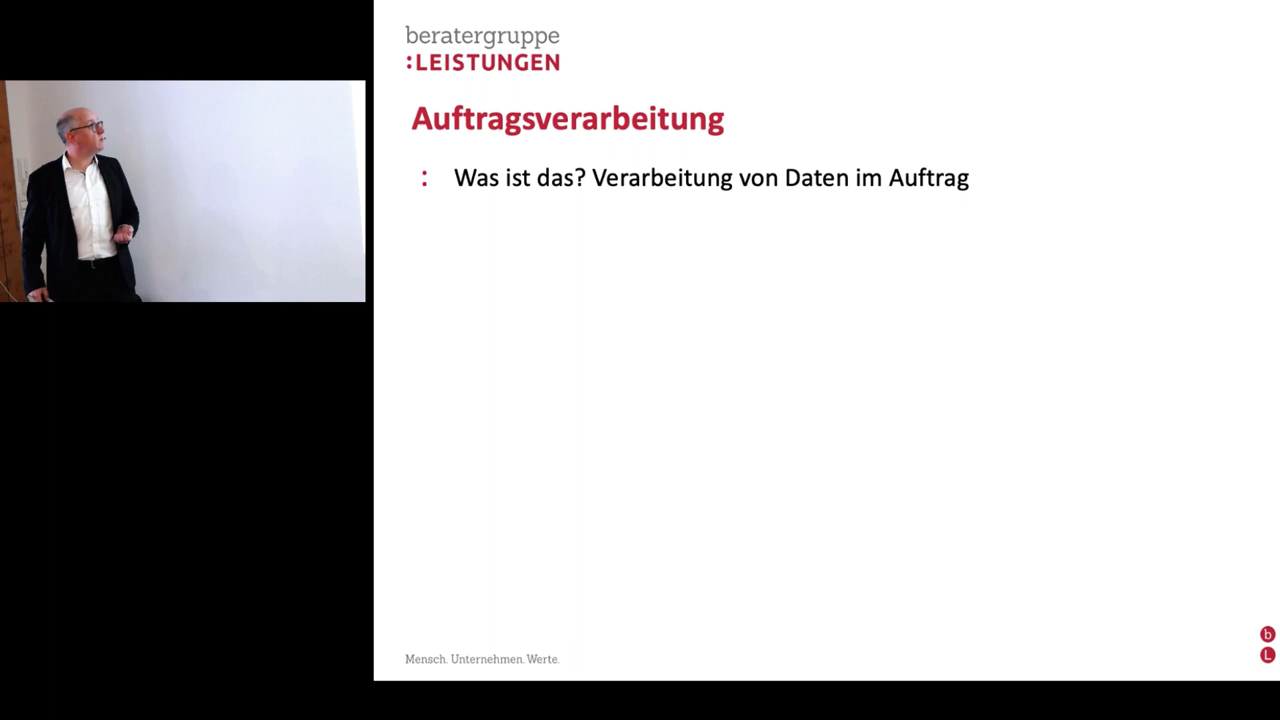 beratergruppe
:LEISTUNGEN
Auftragsverarbeitung
: Was ist das? Verarbeitung von Daten im Auftrag
Mensch. Unternehmen. Werte.
b
L